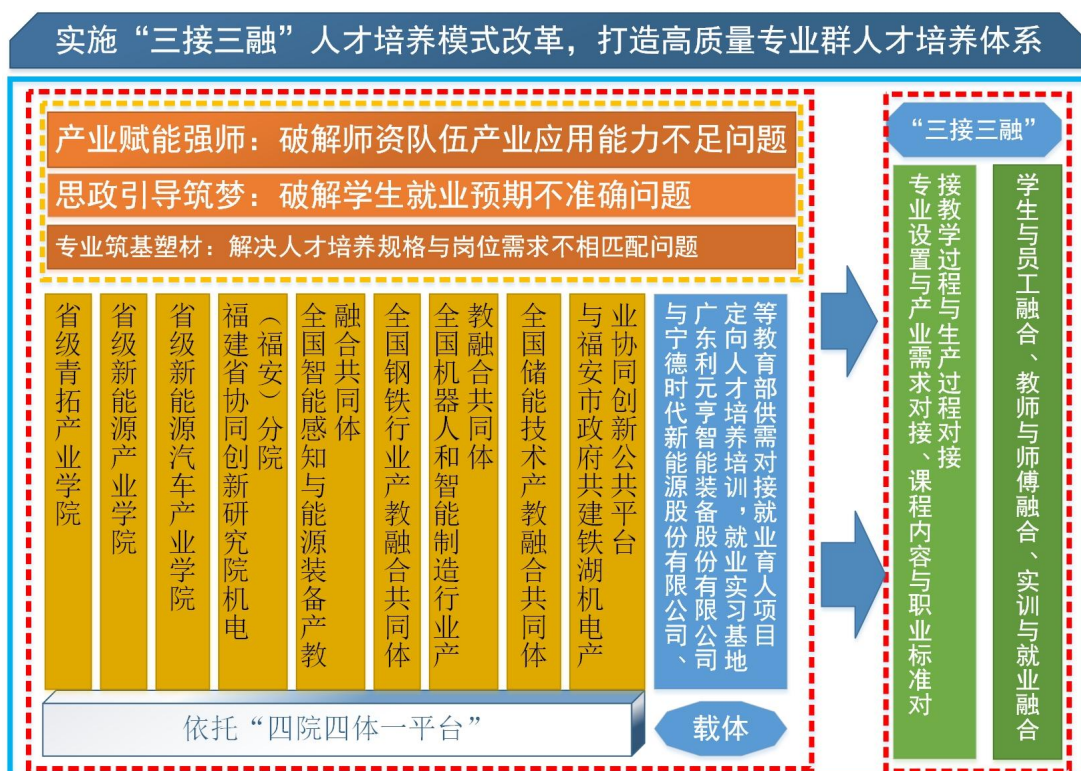 实施“三接三融”人才培养模式改革，打造高质量专业群人才培养体系
产业赋能强师：破解师资队伍产业应用能力不足问题
思政引导筑梦：破解学生就业预期不准确问题
专业筑基塑材：解决人才培养规格与岗位需求不相匹配问题
省级青拓产业学院
省级新能源产业学院
省级新能源汽车产业学院
福建省协同创新研究院机电
（福安）分院
全国智能感知与能源装备产教
融合共同体
全国钢铁行业产教融合共同体
全国机器人和智能制造行业产
教融合共同体
全国储能技术产教融合共同体
与福安市政府共建铁湖机电产
业协同创新公共平台
与宁德时代新能源股份有限公司、
广东利元亨智能装备股份有限公司
定向人才培养培训，就业实习基地
等教育部供需对接就业育人项目
依托“四院四体一平台”
载体
“三接三融”
专业设置与产业需求对接、课程内容与职业标准对
接教学过程与生产过程对接
学生与员工融合、教师与师傅融合、实训与就业融合